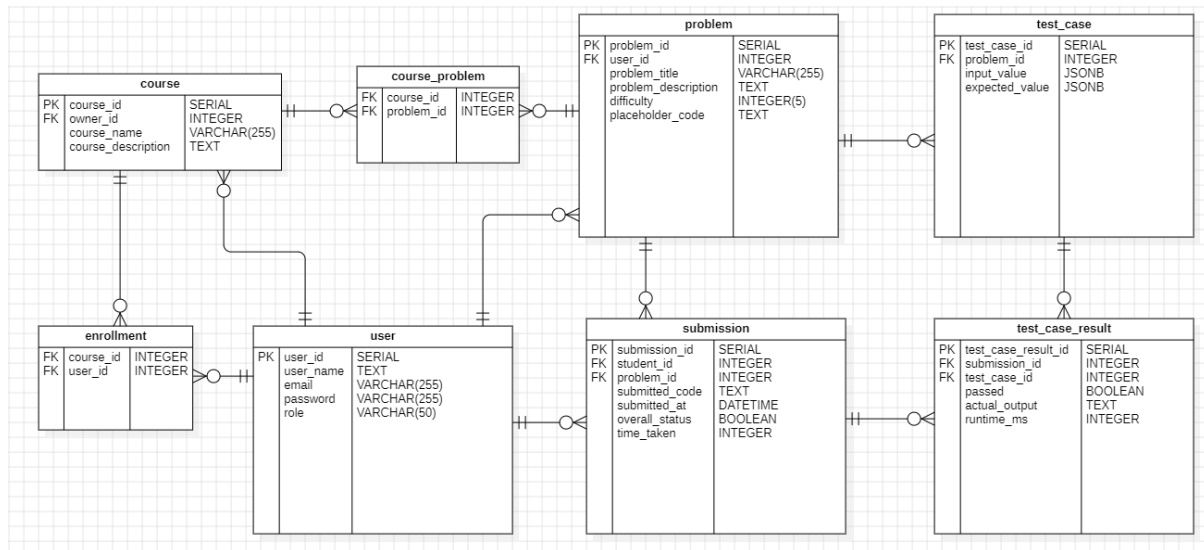 course
PK course_id SERIAL
FK owner_id INTEGER
course_name VARCHAR(255)
course_description TEXT
course_problem
FK course_id INTEGER
FK problem_id INTEGER
problem
PK problem_id SERIAL
FK user_id INTEGER
problem_title VARCHAR(255)
problem_description TEXT
difficulty INTEGER(5)
placeholder_code TEXT
test_case
PK test_case_id SERIAL
FK problem_id INTEGER
input_value JSONB
expected_value JSONB
enrollment
FK course_id INTEGER
FK user_id INTEGER
user
PK user_id SERIAL
user_name TEXT
email VARCHAR(255)
password VARCHAR(255)
role VARCHAR(50)
submission
PK submission_id SERIAL
FK student_id INTEGER
FK problem_id INTEGER
submitted_code TEXT
submitted_at DATETIME
overall_status BOOLEAN
time_taken INTEGER
test_case_result
PK test_case_result_id SERIAL
FK submission_id INTEGER
FK test_case_id INTEGER
passed BOOLEAN
actual_output TEXT
runtime_ms INTEGER